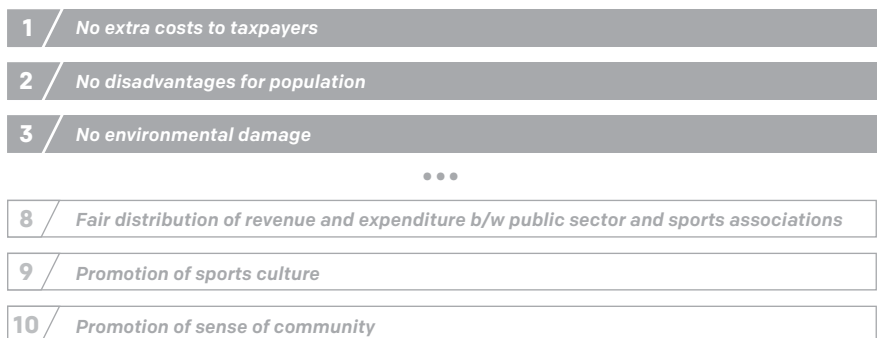 1 No extra costs to taxpayers
2 No disadvantages for population
3 No environmental damage
•••
8 Fair distribution of revenue and expenditure b/w public sector and sports associations
9 Promotion of sports culture
10 Promotion of sense of community